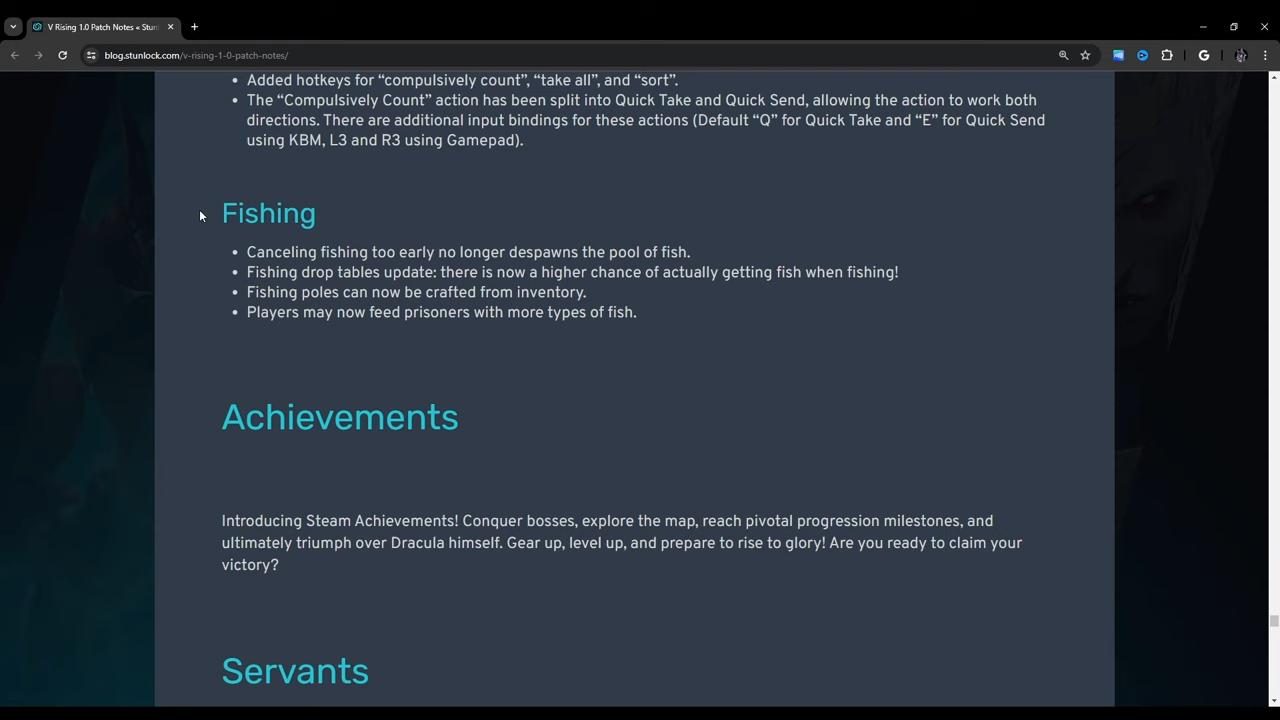 V Rising 1.0 Patch Notes « Stun
blog.stunlock.com/v-rising-1-0-patch-notes/
• Added hotkeys for “compulsively count”, “take all”, and “sort”.
• The “Compulsively Count” action has been split into Quick Take and Quick Send, allowing the action to work both
directions. There are additional input bindings for these actions (Default “Q” for Quick Take and “E” for Quick Send
using KBM, L3 and R3 using Gamepad).
Fishing
• Canceling fishing too early no longer despawns the pool of fish.
• Fishing drop tables update: there is now a higher chance of actually getting fish when fishing!
• Fishing poles can now be crafted from inventory.
• Players may now feed prisoners with more types of fish.
Achievements
Introducing Steam Achievements! Conquer bosses, explore the map, reach pivotal progression milestones, and
ultimately triumph over Dracula himself. Gear up, level up, and prepare to rise to glory! Are you ready to claim your
victory?
Servants